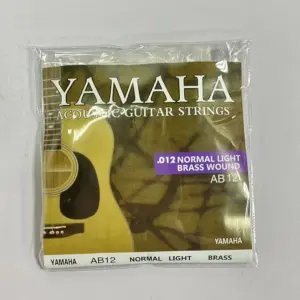 YAMAHA
ACOUSTIC GUITAR STRINGS
.012 NORMAL LIGHT
BRASS WOUND
AB12
YAMAHA
YAMAHA AB12 NORMAL LIGHT BRASS